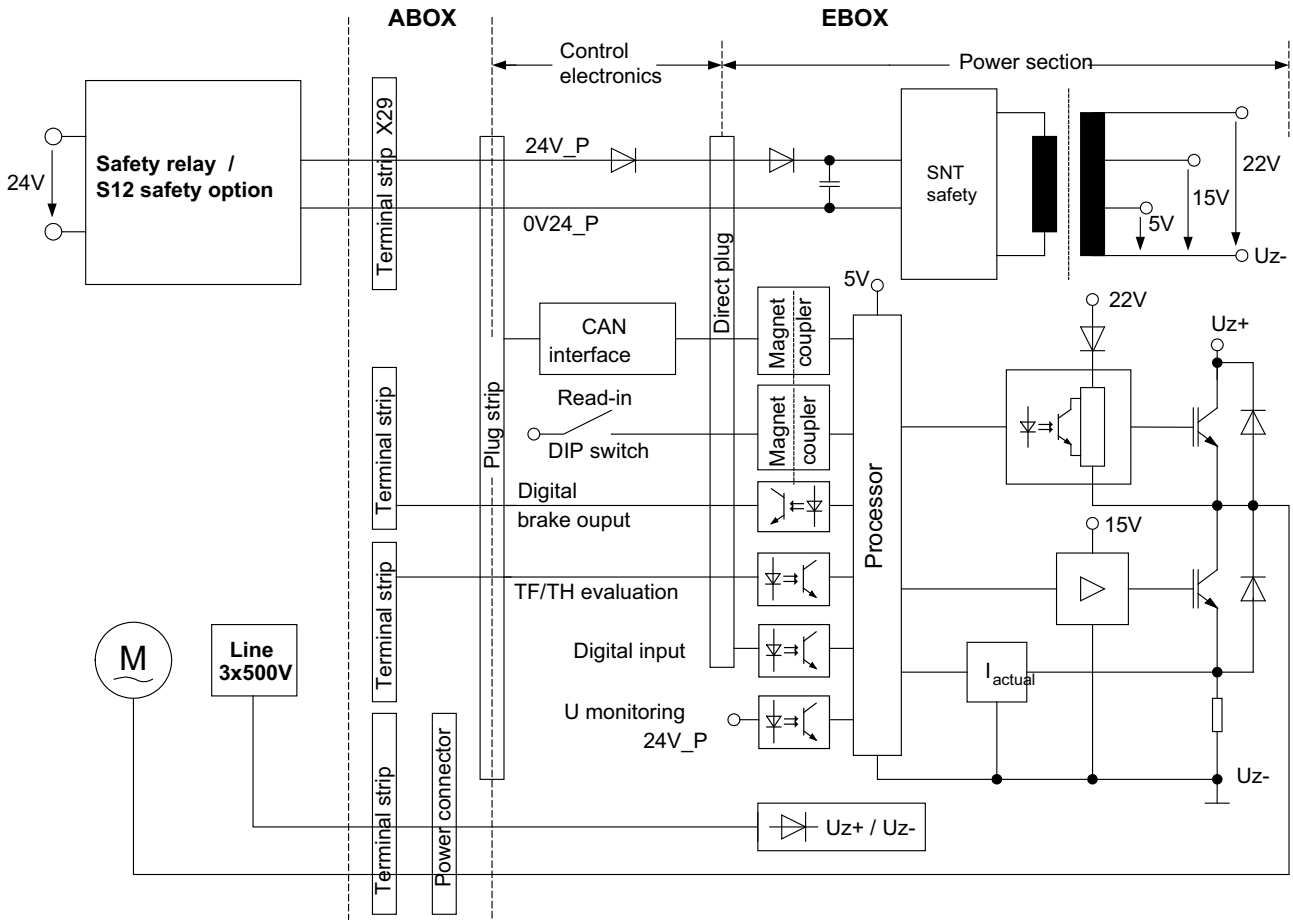 ABOX
EBOX
Control
electronics
Power section
Safety relay /
S12 safety option
24V
Terminal strip X29
24V_P
0V24_P
Plug strip
Direct plug
SNT
safety
22V
15V
5V
Uz-
CAN
interface
Magnet
coupler
5V
22V
Uz+
Terminal strip
Read-in
DIP switch
Magnet
coupler
Processor
Digital
brake ouput
15V
Terminal strip
TF/TH evaluation
Digital input
M
Line
3x500V
I actual
U monitoring
24V_P
Uz-
Terminal strip
Power connector
Uz+ / Uz-